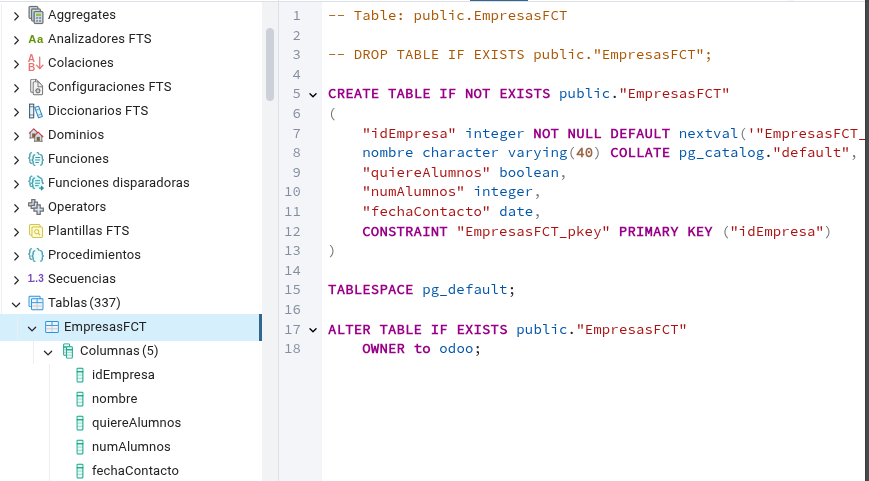 Aggregates
Aa Analizadores FTS
Colaciones
Configuraciones FTS
Diccionarios FTS
Dominios
Funciones
Funciones disparadoras
Operators
Plantillas FTS
Procedimientos
1..3 Secuencias
Tablas (337)
EmpresasFCT
Columnas (5)
idEmpresa
nombre
quiereAlumnos
numAlumnos
fechaContacto
1 -- Table: public.EmpresasFCT
2
3 -- DROP TABLE IF EXISTS public."EmpresasFCT";
4
5 CREATE TABLE IF NOT EXISTS public."EmpresasFCT"
6 (
7 "idEmpresa" integer NOT NULL DEFAULT nextval('"EmpresasFCT_
8 nombre character varying(40) COLLATE pg_catalog."default",
9 "quiereAlumnos" boolean,
10 "numAlumnos" integer,
11 "fechaContacto" date,
12 CONSTRAINT "EmpresasFCT_pkey" PRIMARY KEY ("idEmpresa")
13 )
14
15 TABLESPACE pg_default;
16
17 ALTER TABLE IF EXISTS public."EmpresasFCT"
18 OWNER to odoo;